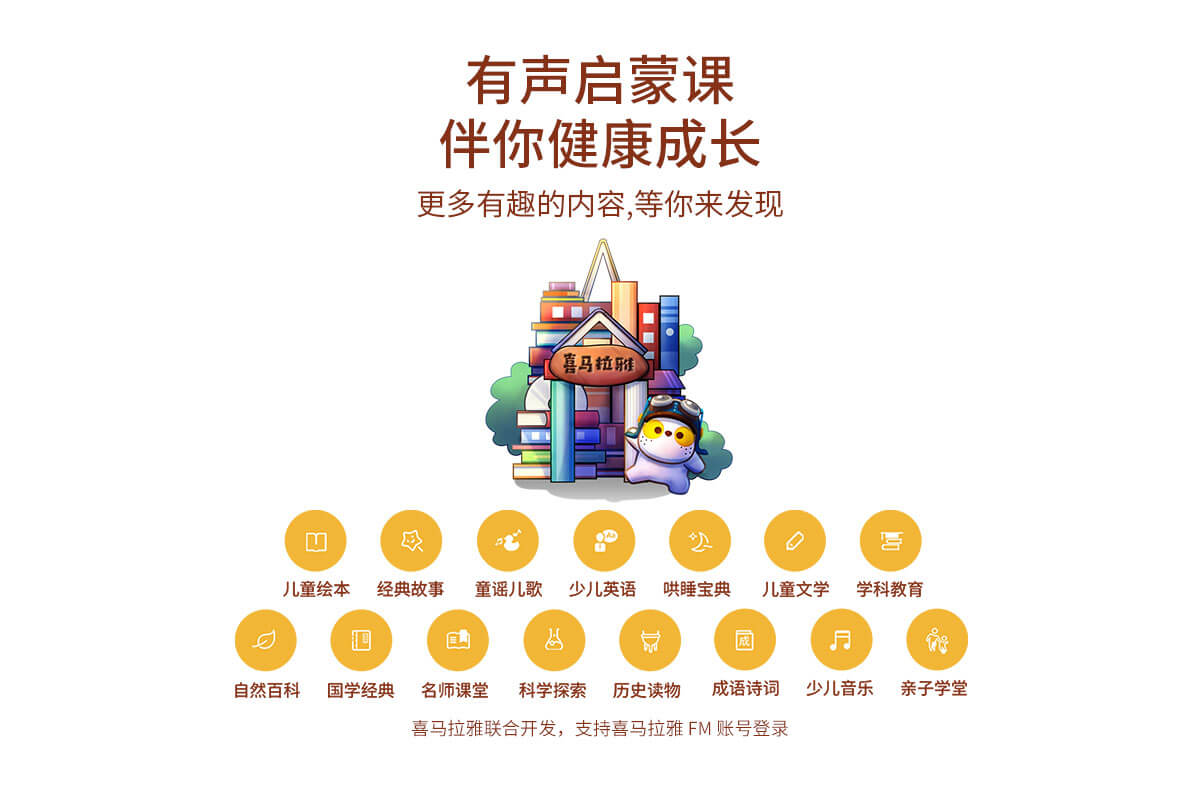 有声启蒙课
伴你健康成长
更多有趣的内容,等你来发现
喜马拉雅
Aa
儿童绘本 经典故事 童谣儿歌 少儿英语 哄睡宝典 儿童文学 学科教育
成
自然百科 国学经典 名师课堂 科学探索 历史读物 成语诗词 少儿音乐 亲子学堂
喜马拉雅联合开发，支持喜马拉雅 FM 账号登录